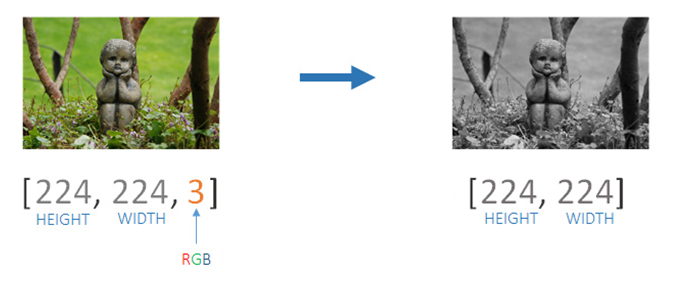 [224, 224, 3]
HEIGHT WIDTH
RGB
[224, 224]
HEIGHT WIDTH